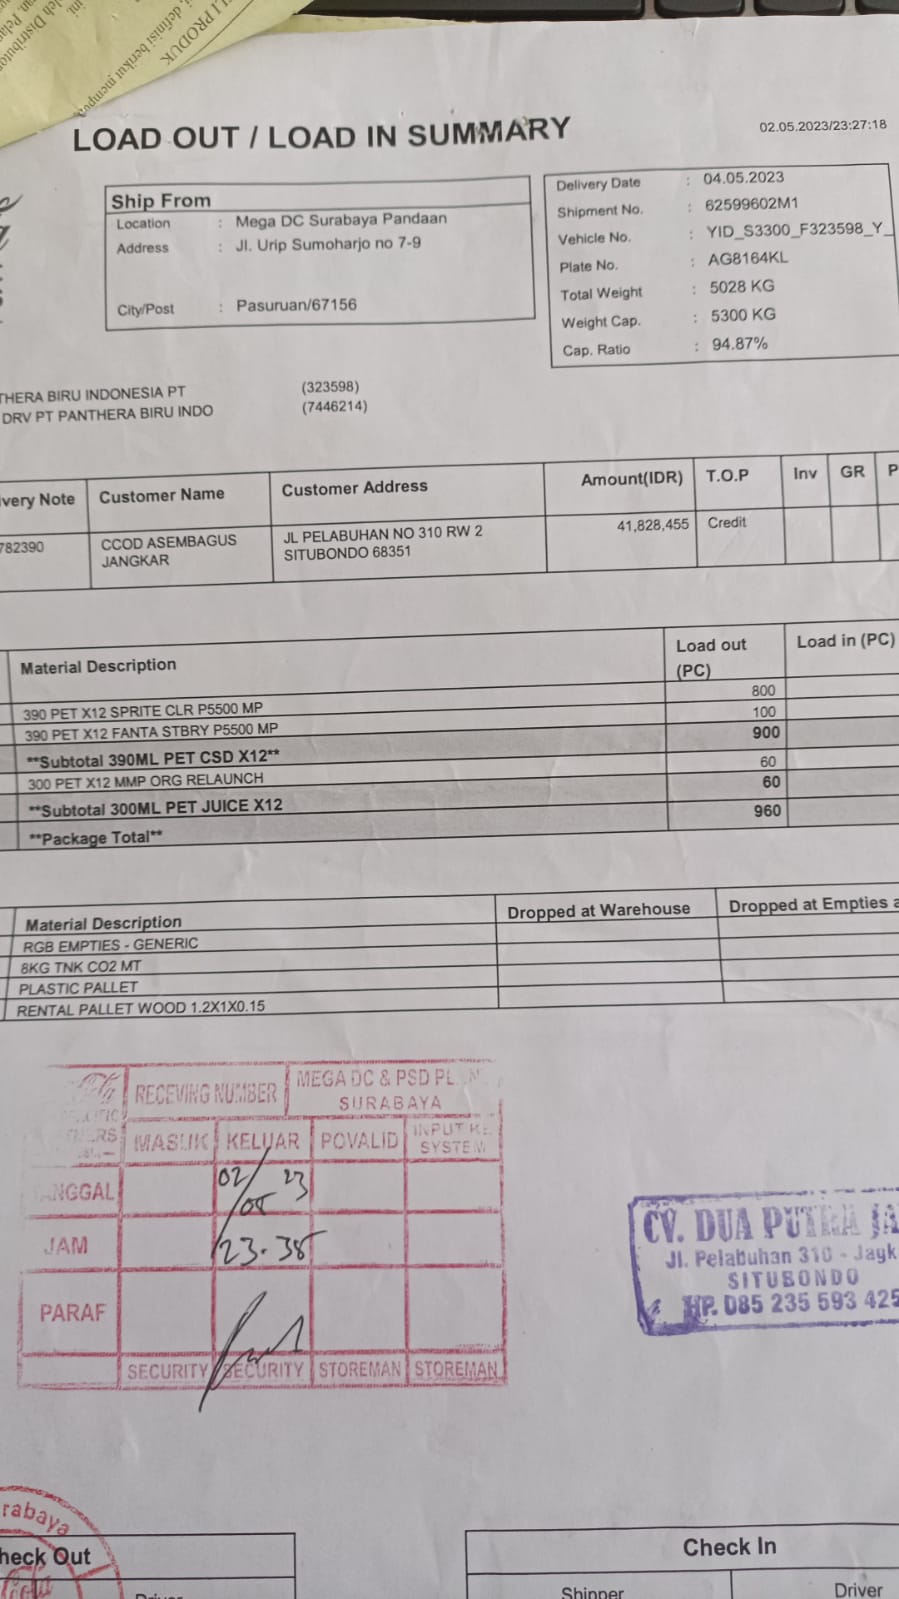 LI PRODUK
i definisi berikut
LOAD OUT / LOAD IN SUMMARY
02.05.2023/23:27:18
Ship From
Location : Mega DC Surabaya Pandaan
Address : Jl. Urip Sumoharjo no 7-9
City/Post : Pasuruan/67156
Delivery Date : 04.05.2023
Shipment No. : 62599602M1
Vehicle No. : YID_S3300_F323598_Y_
Plate No. : AG8164KL
Total Weight : 5028 KG
Weight Cap. : 5300 KG
Cap. Ratio : 94.87%
THERA BIRU INDONESIA PT (323598)
DRV PT PANTHERA BIRU INDO (7446214)
ivery Note Customer Name Customer Address Amount(IDR) T.O.P Inv GR P
782390 CCOD ASEMBAGUS JL PELABUHAN NO 310 RW 2 41,828,455 Credit
JANGKAR SITUBONDO 68351
Material Description Load out Load in (PC)
(PC)
390 PET X12 SPRITE CLR P5500 MP 800
390 PET X12 FANTA STBRY P5500 MP 100
**Subtotal 390ML PET CSD X12** 900
300 PET X12 MMP ORG RELAUNCH 60
**Subtotal 300ML PET JUICE X12 60
**Package Total** 960
Material Description Dropped at Warehouse Dropped at Empties a
RGB EMPTIES - GENERIC
8KG TNK CO2 MT
PLASTIC PALLET
RENTAL PALLET WOOD 1.2X1X0.15
RECEVING NUMBER MEGA DC & PSD PL
SURABAYA
MASUK KELUAR POVALID INPUT KE
SYSTEM
ANGGAL 02/05 23
JAM 23.35
PARAF
SECURITY SECURITY STOREMAN STOREMAN
CV. DUA PUTRA JA
Jl. Pelabuhan 310 - Jayk
SITUBONDO
HP. 085 235 593 425
rabaya
heck Out
Check In
Driver
Shipper Driver